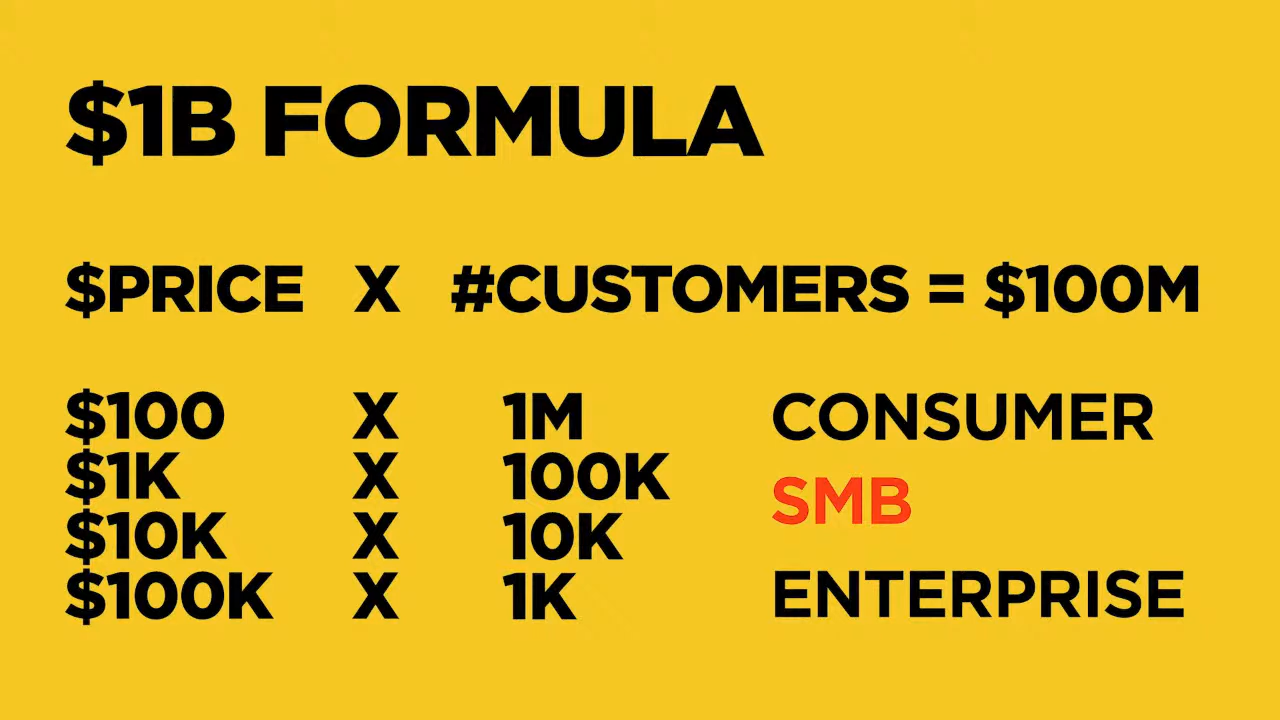 $1B FORMULA
$PRICE X #CUSTOMERS = $100M
$100 X 1M CONSUMER
$1K X 100K
SMB
$10K X 10K
$100K X 1K ENTERPRISE